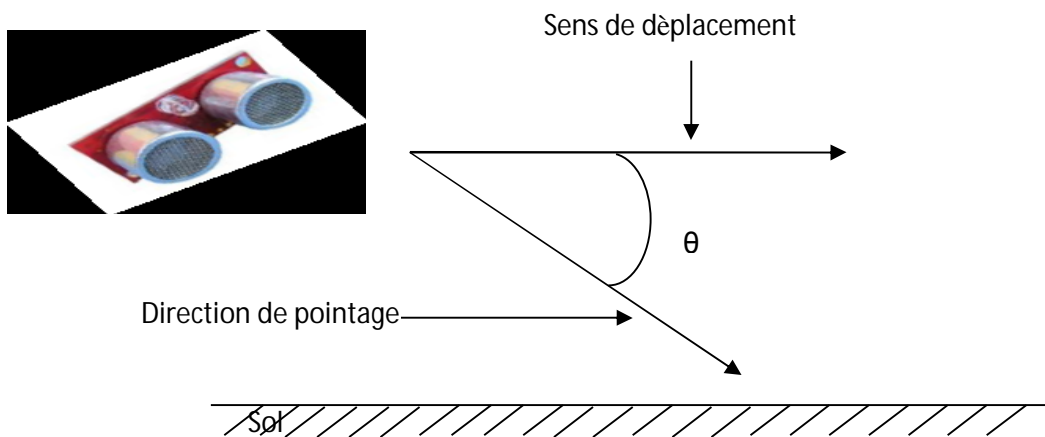 Sens de dèplacement
θ
Direction de pointage
Sol